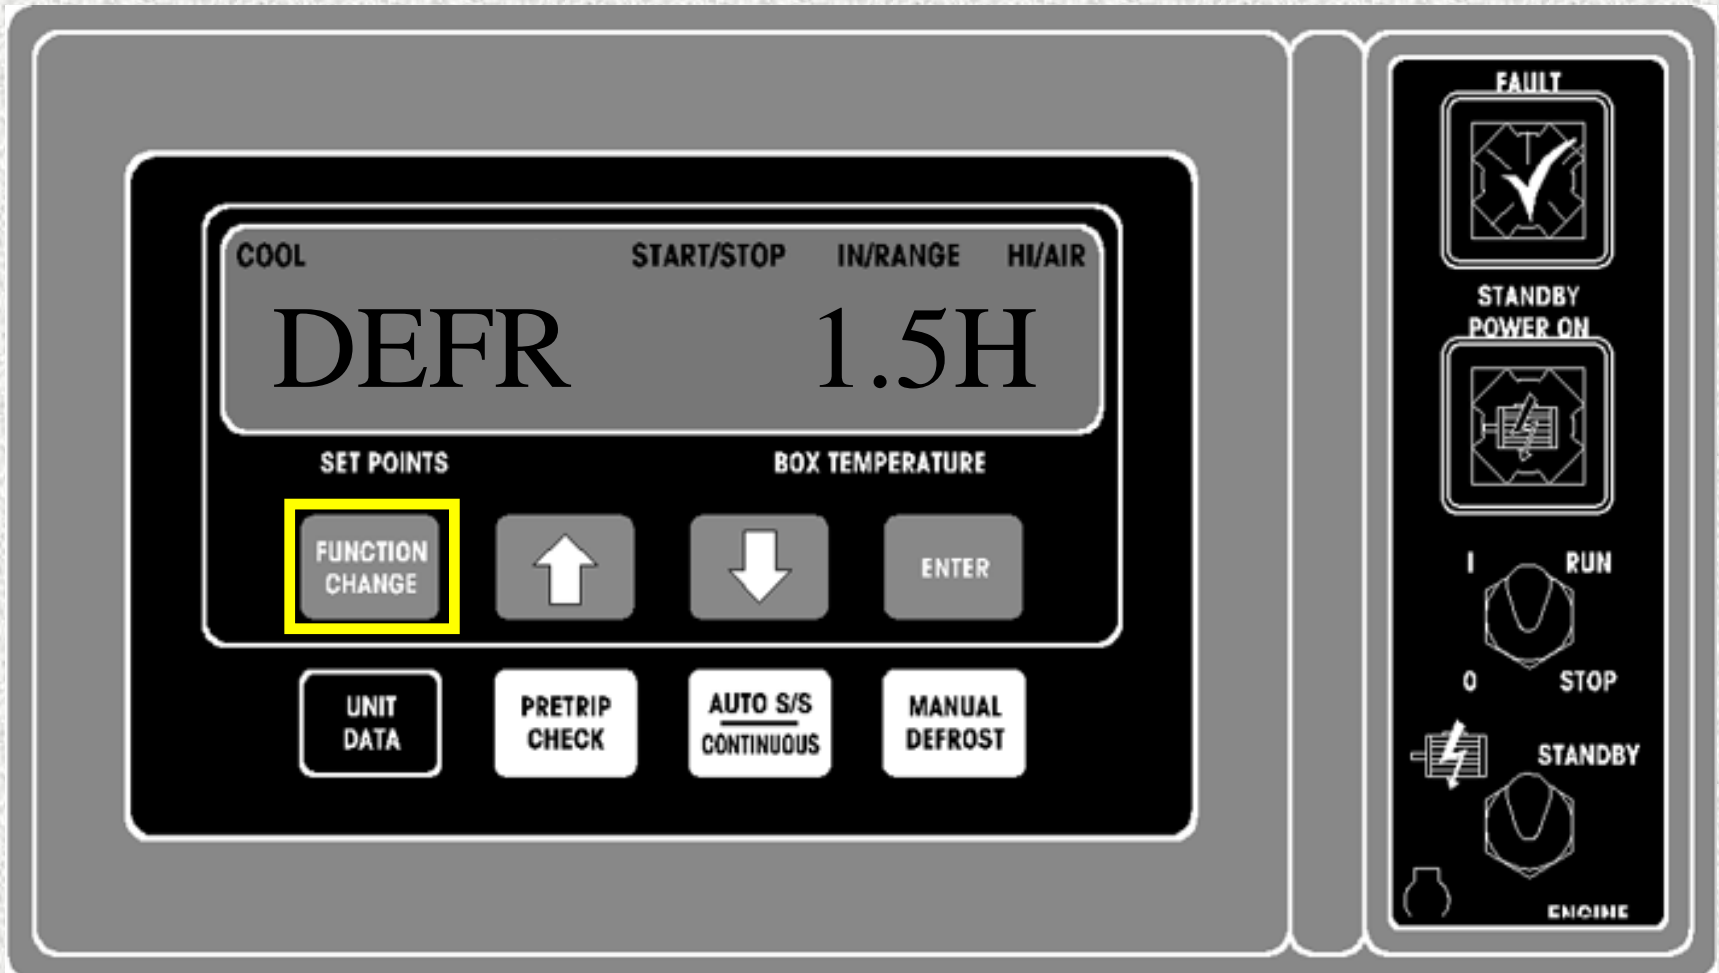 COOL START/STOP IN/RANGE HI/AIR
DEFR 1.5H
SET POINTS BOX TEMPERATURE
FUNCTION
CHANGE
ENTER
UNIT
DATA
PRETRIP
CHECK
AUTO S/S
CONTINUOUS
MANUAL
DEFROST
FAULT
STANDBY
POWER ON
I RUN
O STOP
STANDBY
ENGINE